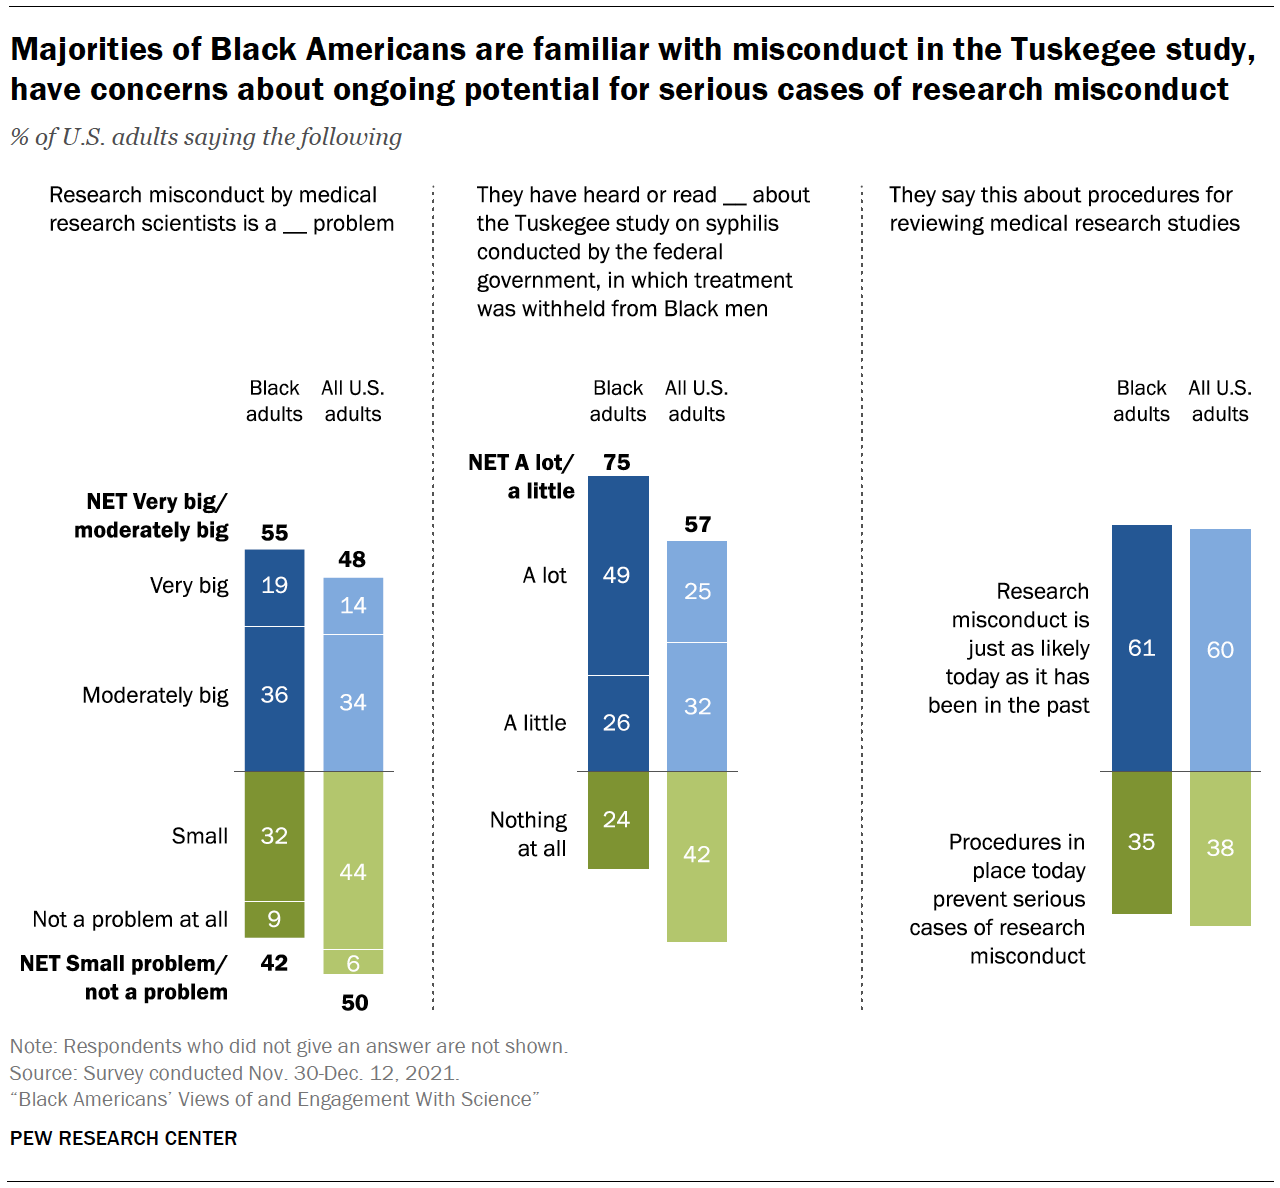 Majorities of Black Americans are familiar with misconduct in the Tuskegee study,
have concerns about ongoing potential for serious cases of research misconduct
% of U.S. adults saying the following
Research misconduct by medical
research scientists is a __ problem
Black
adults
All U.S.
adults
NET Very big/
moderately big
55
48
Very big
19
14
Moderately big
36
34
Small
32
44
Not a problem at all
9
6
NET Small problem/
not a problem
42
50
They have heard or read __ about
the Tuskegee study on syphilis
conducted by the federal
government, in which treatment
was withheld from Black men
Black
adults
All U.S.
adults
NET A lot/
a little
75
57
A lot
49
25
A little
26
32
Nothing
at all
24
42
They say this about procedures for
reviewing medical research studies
Black
adults
All U.S.
adults
Research
misconduct is
just as likely
today as it has
been in the past
61
60
Procedures in
place today
prevent serious
cases of research
misconduct
35
38
Note: Respondents who did not give an answer are not shown.
Source: Survey conducted Nov. 30-Dec. 12, 2021.
“Black Americans’ Views of and Engagement With Science”
PEW RESEARCH CENTER